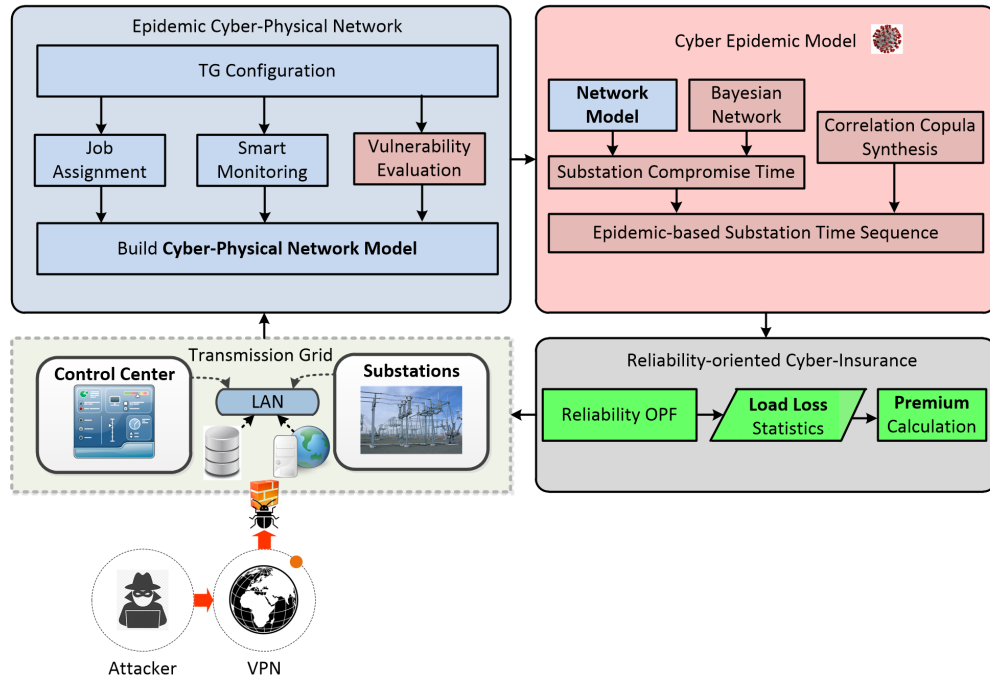 Epidemic Cyber-Physical Network
TG Configuration
Job
Assignment
Smart
Monitoring
Vulnerability
Evaluation
Build Cyber-Physical Network Model
Cyber Epidemic Model
Network
Model
Bayesian
Network
Correlation Copula
Synthesis
Substation Compromise Time
Epidemic-based Substation Time Sequence
Transmission Grid
Control Center
LAN
Substations
Reliability-oriented Cyber-Insurance
Reliability OPF
Load Loss
Statistics
Premium
Calculation
Attacker
VPN